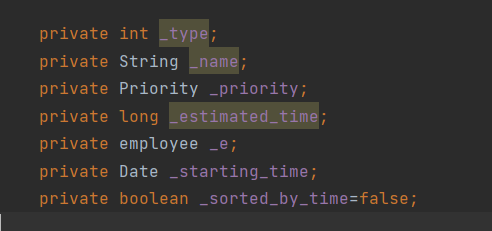 private int _type;
private String _name;
private Priority _priority;
private long _estimated_time;
private employee _e;
private Date _starting_time;
private boolean _sorted_by_time=false;